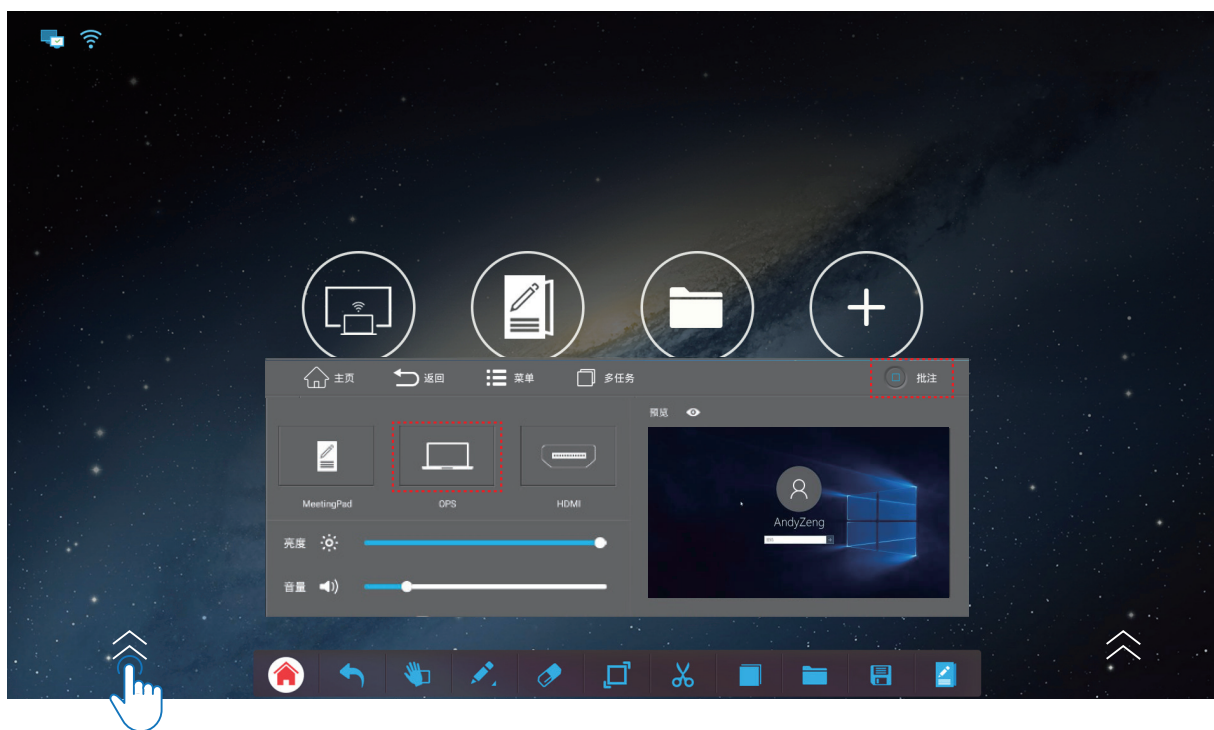 主页 返回 菜单 多任务 批注
预览
MeetingPad OPS HDMI
AndyZeng
亮度
音量